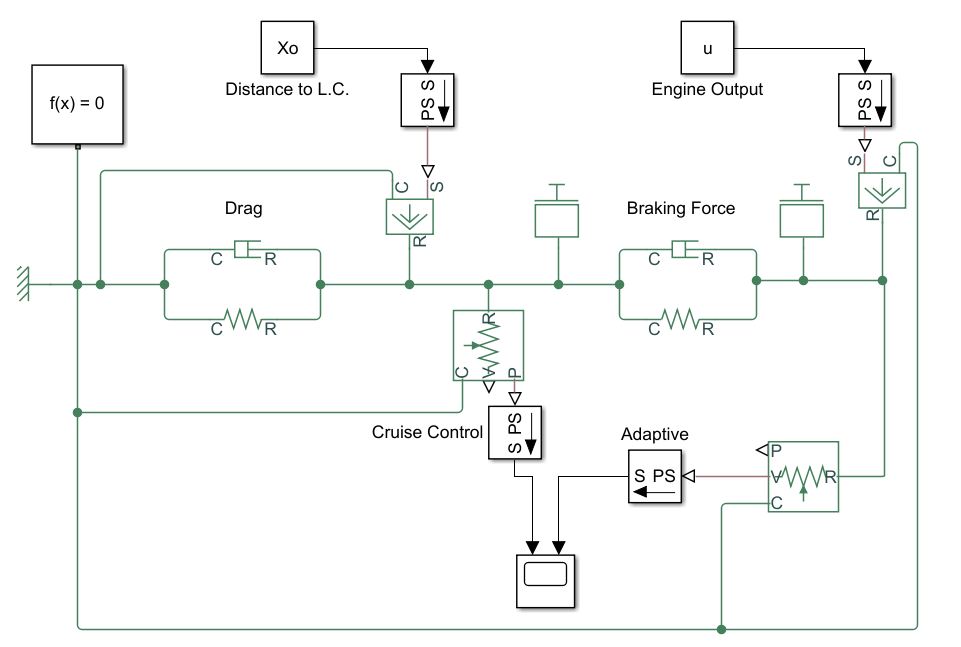 Xo
Distance to L.C.
u
Engine Output
f(x) = 0
PS S
PS S
C
S
R
S
C
R
Drag
C
R
C
R
Braking Force
C
R
C
R
R
C
V
P
Cruise Control
S PS
Adaptive
S PS
P
V
R
C